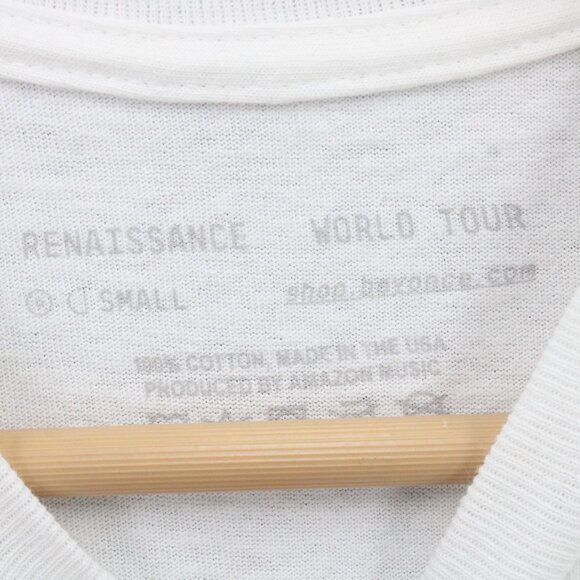 RENAISSANCE WORLD TOUR
SMALL shop.beyonce.com
100% COTTON, MADE IN THE USA
PRODUCED BY AMAZON MUSIC